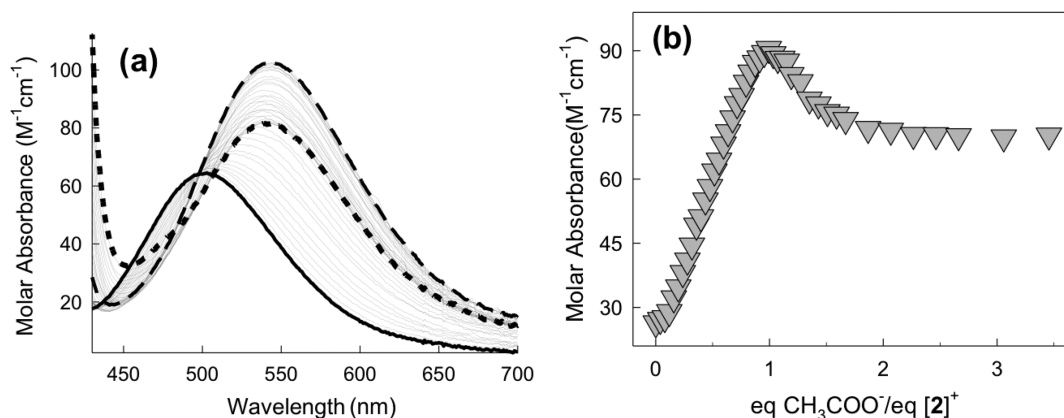 (a)
Molar Absorbance (M⁻¹cm⁻¹)
100
80
60
40
20
450 500 550 600 650 700
Wavelength (nm)
(b)
Molar Absorbance(M⁻¹cm⁻¹)
90
75
60
45
30
0 1 2 3
eq CH₃COO⁻/eq [2]⁺